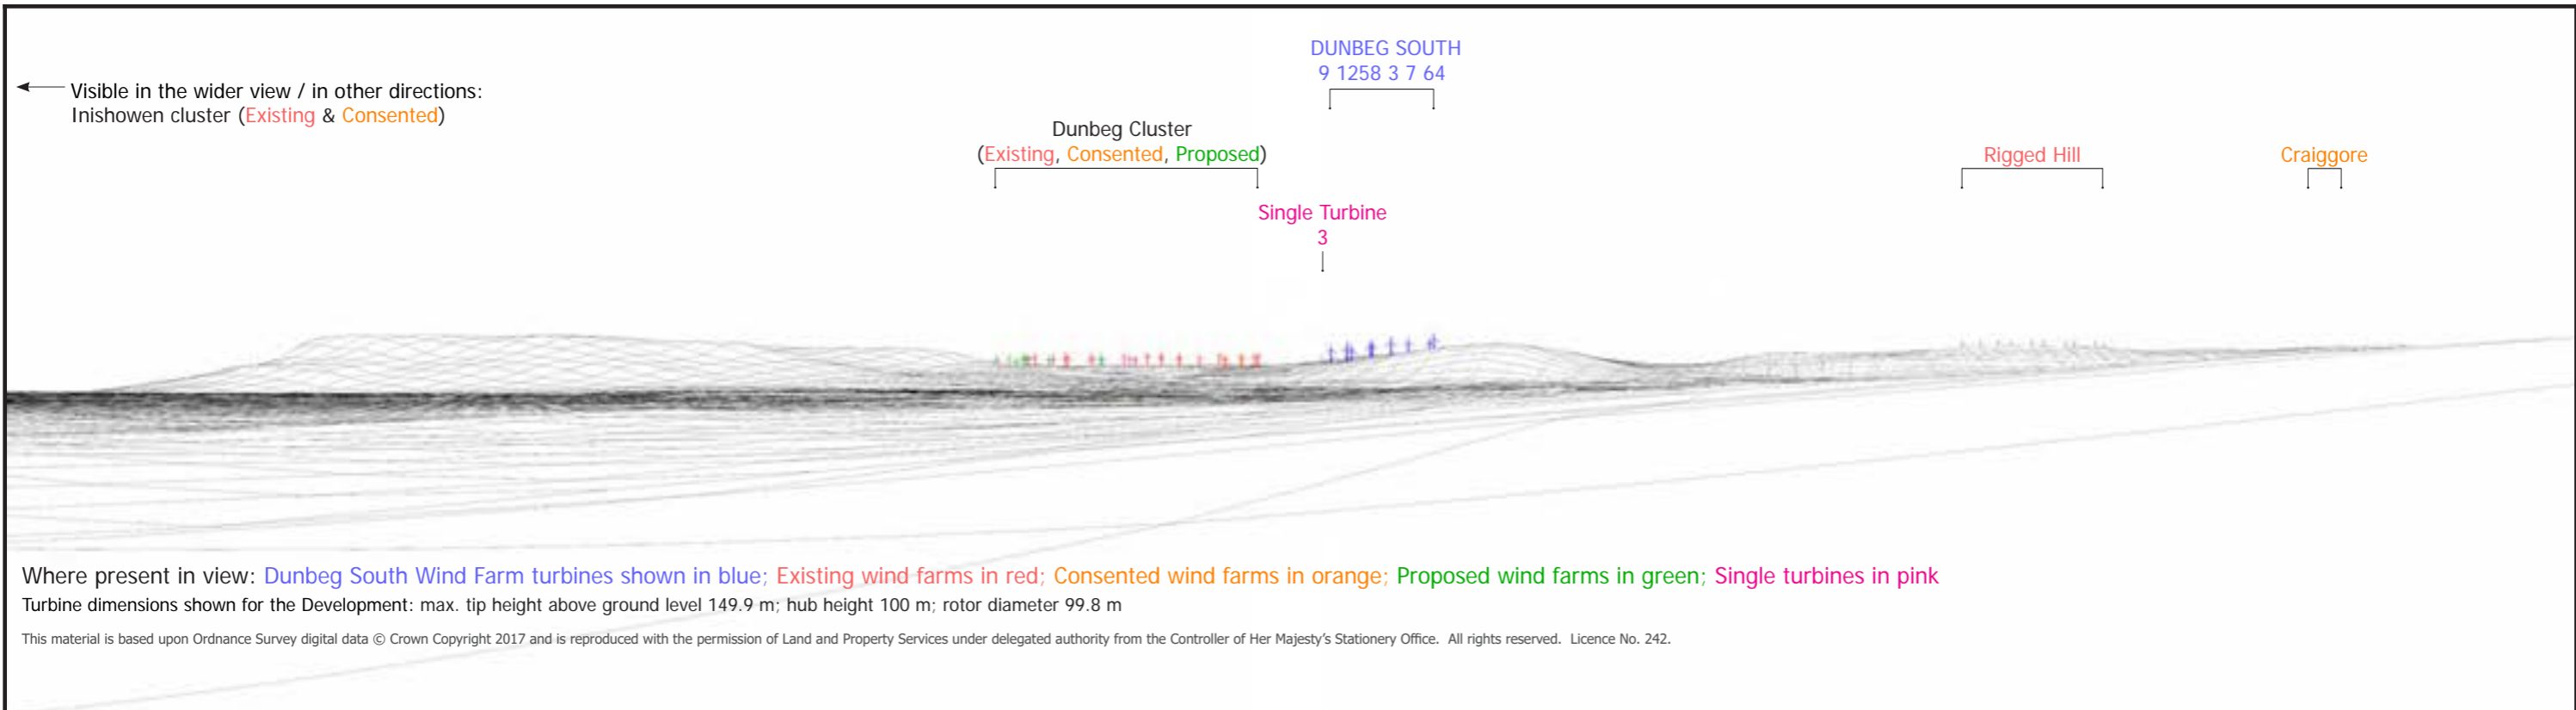 DUNBEG SOUTH
9 1258 3 7 64
Visible in the wider view / in other directions:
Inishowen cluster (Existing & Consented)
Dunbeg Cluster
(Existing, Consented, Proposed)
Rigged Hill
Craiggore
Single Turbine
3
Where present in view: Dunbeg South Wind Farm turbines shown in blue; Existing wind farms in red; Consented wind farms in orange; Proposed wind farms in green; Single turbines in pink
Turbine dimensions shown for the Development: max. tip height above ground level 149.9 m; hub height 100 m; rotor diameter 99.8 m
This material is based upon Ordnance Survey digital data © Crown Copyright 2017 and is reproduced with the permission of Land and Property Services under delegated authority from the Controller of Her Majesty's Stationery Office. All rights reserved. Licence No. 242.